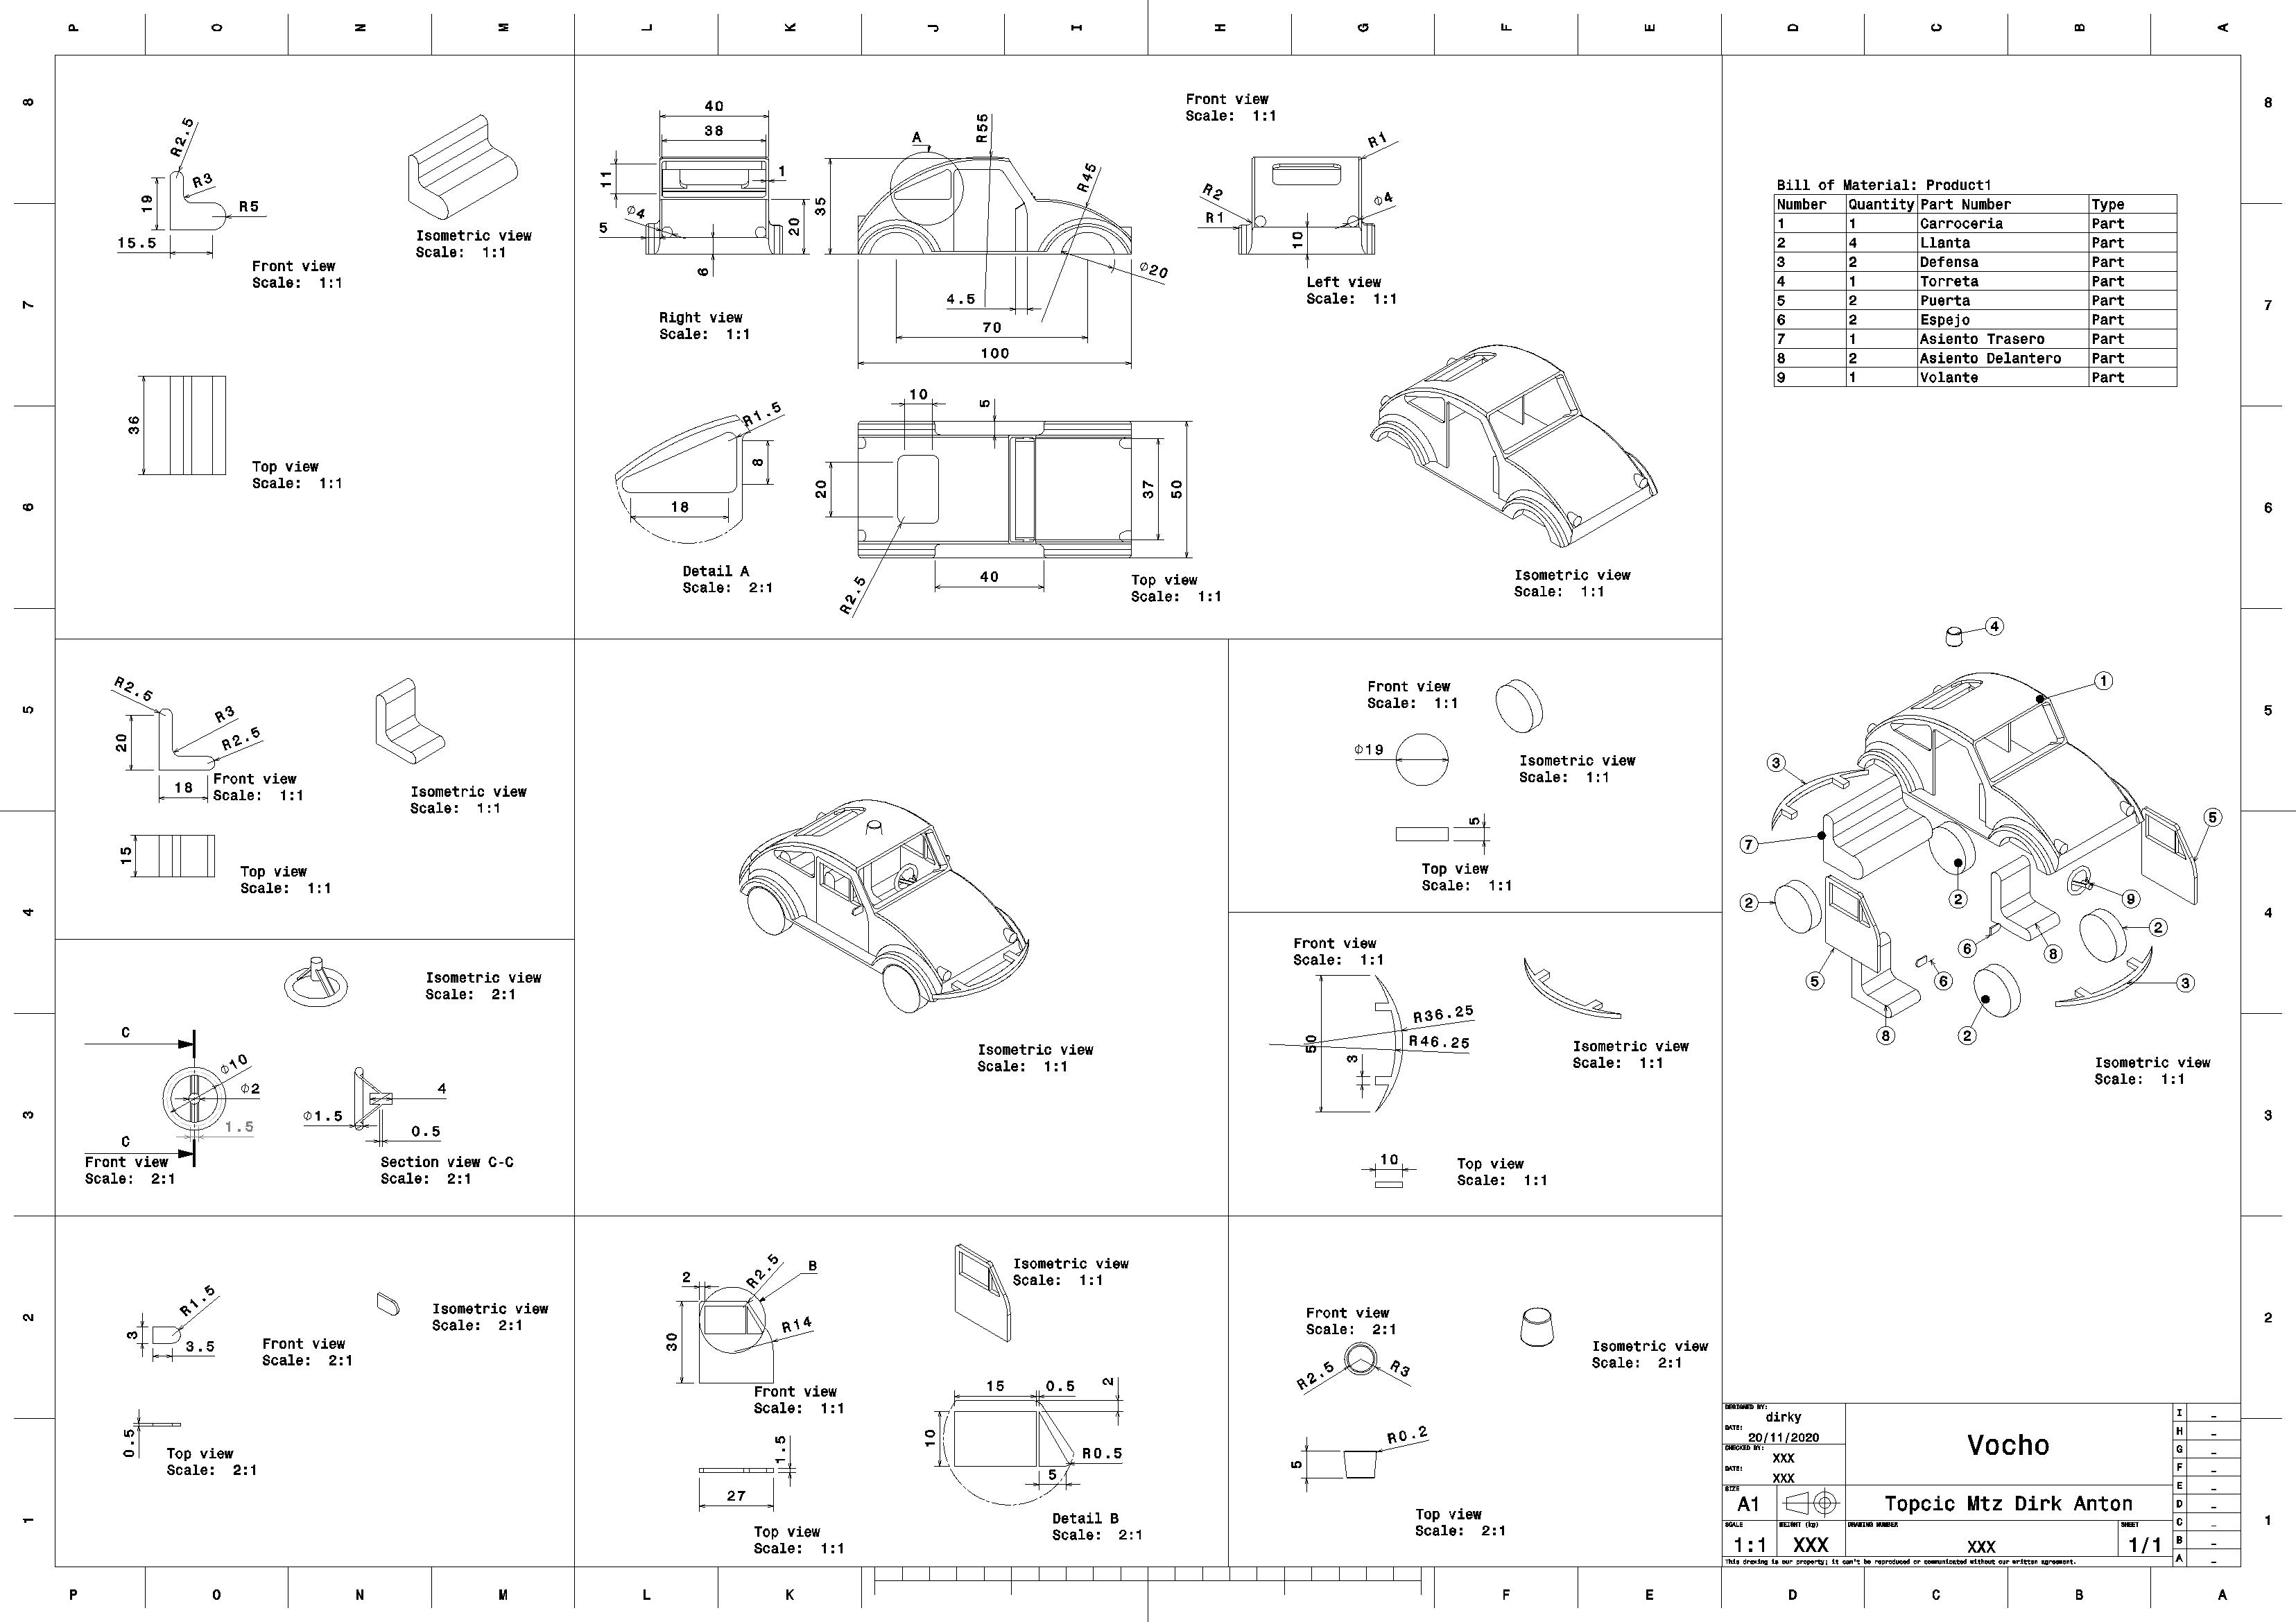 P O N M L K J I H G F E D C B A
8
7
6
5
4
3
2
1
R2.5
R3
19
R5
15.5
Front view
Scale: 1:1
Isometric view
Scale: 1:1
36
Top view
Scale: 1:1
40
38
11
1
Φ4
5
20
6
Right view
Scale: 1:1
A
R56
R45
35
Φ20
4.5
70
100
Front view
Scale: 1:1
R1
R2
R1
Φ4
10
Left view
Scale: 1:1
R1.5
8
18
Detail A
Scale: 2:1
10
5
20
37
50
R2.5
40
Top view
Scale: 1:1
Isometric view
Scale: 1:1
Bill of Material: Product1
Number Quantity Part Number Type
1 1 Carroceria Part
2 4 Llanta Part
3 2 Defensa Part
4 1 Torreta Part
5 2 Puerta Part
6 2 Espejo Part
7 1 Asiento Trasero Part
8 2 Asiento Delantero Part
9 1 Volante Part
R2.5
R3
R2.5
20
18
Front view
Scale: 1:1
Isometric view
Scale: 1:1
15
Top view
Scale: 1:1
Isometric view
Scale: 1:1
Front view
Scale: 1:1
Φ19
Isometric view
Scale: 1:1
5
Top view
Scale: 1:1
4
1
3
5
7
2
2
9
2
6
8
5
6
3
8
2
Isometric view
Scale: 1:1
Isometric view
Scale: 2:1
C
Φ10
Φ2
1.5
C
Front view
Scale: 2:1
4
Φ1.5
0.5
Section view C-C
Scale: 2:1
Front view
Scale: 1:1
R36.25
R46.25
50
3
Isometric view
Scale: 1:1
10
Top view
Scale: 1:1
R1.5
3
3.5
Front view
Scale: 2:1
Isometric view
Scale: 2:1
0.5
Top view
Scale: 2:1
2
R2.5
B
R14
30
Front view
Scale: 1:1
Isometric view
Scale: 1:1
1.5
27
Top view
Scale: 1:1
15
0.5
2
10
R0.5
5
Detail B
Scale: 2:1
Front view
Scale: 2:1
R2.5
R3
Isometric view
Scale: 2:1
R0.2
5
Top view
Scale: 2:1
DESIGNED BY:
dirky
DATE:
20/11/2020
CHECKED BY:
XXX
DATE:
XXX
SIZE
A1
Vocho
Topcic Mtz Dirk Anton
SCALE
1:1
WEIGHT (kg)
XXX
DRAWING NUMBER
XXX
SHEET
1/1
I _
H _
G _
F _
E _
D _
C _
B _
A _
This drawing is our property; it can't be reproduced or communicated without our written agreement.
8
7
6
5
4
3
2
1
P O N M L K F E D C B A